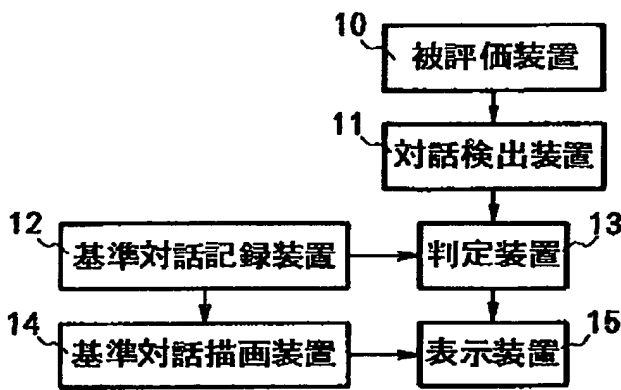 10
被評価装置
11
対話検出装置
12
基準対話記録装置
13
判定装置
14
基準対話描画装置
15
表示装置